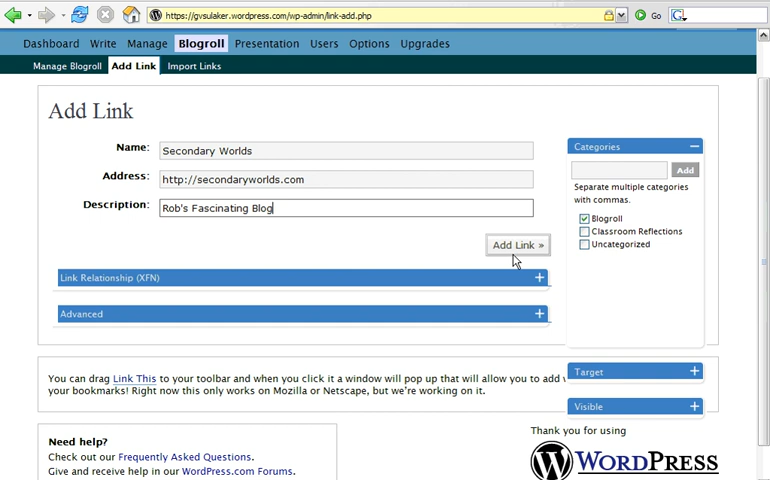 https://gvsulaker.wordpress.com/wp-admin/link-add.php
Go
Dashboard Write Manage Blogroll Presentation Users Options Upgrades
Manage Blogroll Add Link Import Links
Add Link
Name: Secondary Worlds
Address: http://secondaryworlds.com
Description: Rob's Fascinating Blog
Add Link »
Link Relationship (XFN)
Advanced
Categories
Add
Separate multiple categories
with commas.
Blogroll
Classroom Reflections
Uncategorized
You can drag Link This to your toolbar and when you click it a window will pop up that will allow you to add
your bookmarks! Right now this only works on Mozilla or Netscape, but we're working on it.
Target
Visible
Need help?
Check out our Frequently Asked Questions.
Give and receive help in our WordPress.com Forums.
Thank you for using
WORDPRESS